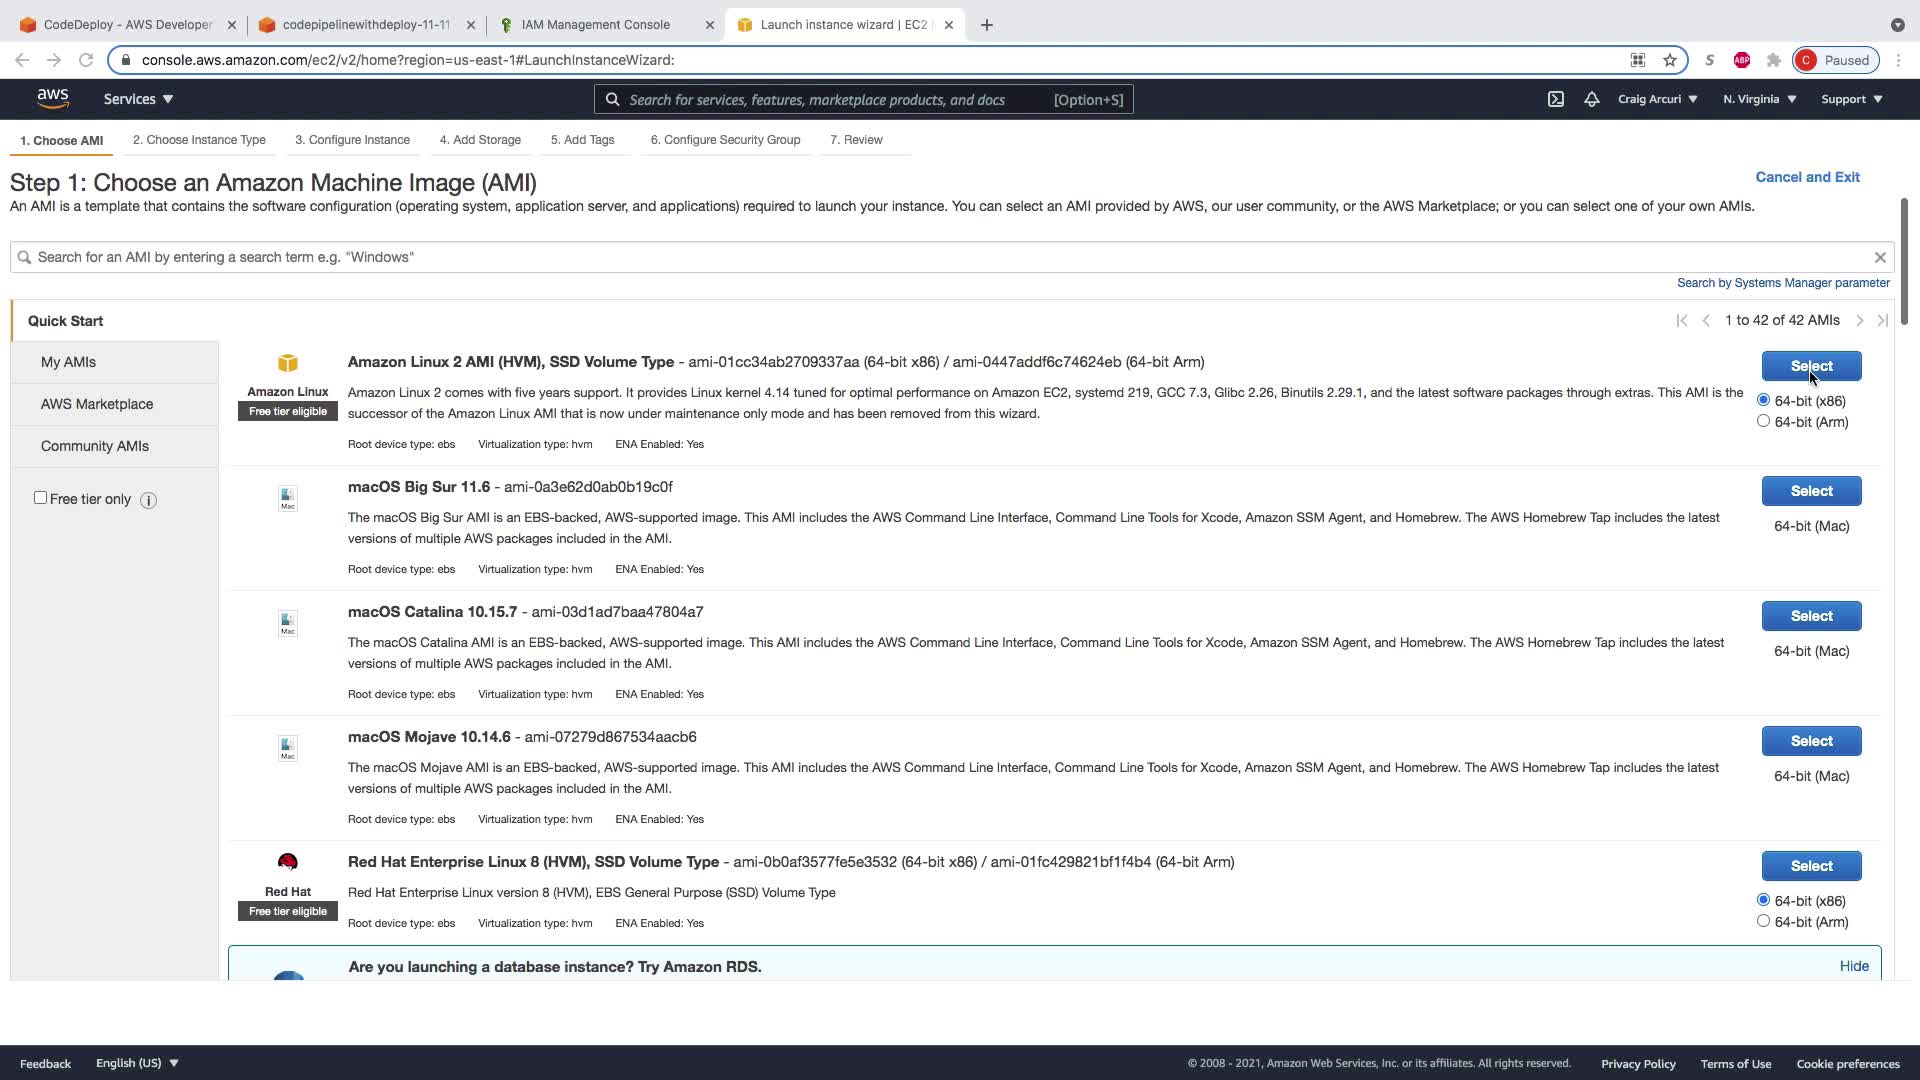 CodeDeploy - AWS Developer
codepipelinewithdeploy-11-11
IAM Management Console
Launch instance wizard | EC2
console.aws.amazon.com/ec2/v2/home?region=us-east-1#LaunchInstanceWizard:
S
ABP
C
Paused
aws
Services
Search for services, features, marketplace products, and docs
[Option+S]
Craig Arcuri
N. Virginia
Support
1. Choose AMI
2. Choose Instance Type
3. Configure Instance
4. Add Storage
5. Add Tags
6. Configure Security Group
7. Review
Step 1: Choose an Amazon Machine Image (AMI)
Cancel and Exit
An AMI is a template that contains the software configuration (operating system, application server, and applications) required to launch your instance. You can select an AMI provided by AWS, our user community, or the AWS Marketplace; or you can select one of your own AMIs.
Search for an AMI by entering a search term e.g. "Windows"
Search by Systems Manager parameter
Quick Start
1 to 42 of 42 AMIs
My AMIs
AWS Marketplace
Community AMIs
Free tier only
Amazon Linux
Free tier eligible
Amazon Linux 2 AMI (HVM), SSD Volume Type - ami-01cc34ab2709337aa (64-bit x86) / ami-0447addf6c74624eb (64-bit Arm)
Amazon Linux 2 comes with five years support. It provides Linux kernel 4.14 tuned for optimal performance on Amazon EC2, systemd 219, GCC 7.3, Glibc 2.26, Binutils 2.29.1, and the latest software packages through extras. This AMI is the
successor of the Amazon Linux AMI that is now under maintenance only mode and has been removed from this wizard.
Root device type: ebs Virtualization type: hvm ENA Enabled: Yes
Select
64-bit (x86)
64-bit (Arm)
Mac
macOS Big Sur 11.6 - ami-0a3e62d0ab0b19c0f
The macOS Big Sur AMI is an EBS-backed, AWS-supported image. This AMI includes the AWS Command Line Interface, Command Line Tools for Xcode, Amazon SSM Agent, and Homebrew. The AWS Homebrew Tap includes the latest
versions of multiple AWS packages included in the AMI.
Root device type: ebs Virtualization type: hvm ENA Enabled: Yes
Select
64-bit (Mac)
Mac
macOS Catalina 10.15.7 - ami-03d1ad7baa47804a7
The macOS Catalina AMI is an EBS-backed, AWS-supported image. This AMI includes the AWS Command Line Interface, Command Line Tools for Xcode, Amazon SSM Agent, and Homebrew. The AWS Homebrew Tap includes the latest
versions of multiple AWS packages included in the AMI.
Root device type: ebs Virtualization type: hvm ENA Enabled: Yes
Select
64-bit (Mac)
Mac
macOS Mojave 10.14.6 - ami-07279d867534aacb6
The macOS Mojave AMI is an EBS-backed, AWS-supported image. This AMI includes the AWS Command Line Interface, Command Line Tools for Xcode, Amazon SSM Agent, and Homebrew. The AWS Homebrew Tap includes the latest
versions of multiple AWS packages included in the AMI.
Root device type: ebs Virtualization type: hvm ENA Enabled: Yes
Select
64-bit (Mac)
Red Hat
Free tier eligible
Red Hat Enterprise Linux 8 (HVM), SSD Volume Type - ami-0b0af3577fe5e3532 (64-bit x86) / ami-01fc429821bf1f4b4 (64-bit Arm)
Red Hat Enterprise Linux version 8 (HVM), EBS General Purpose (SSD) Volume Type
Root device type: ebs Virtualization type: hvm ENA Enabled: Yes
Select
64-bit (x86)
64-bit (Arm)
Are you launching a database instance? Try Amazon RDS.
Hide
Feedback
English (US)
© 2008 - 2021, Amazon Web Services, Inc. or its affiliates. All rights reserved.
Privacy Policy
Terms of Use
Cookie preferences